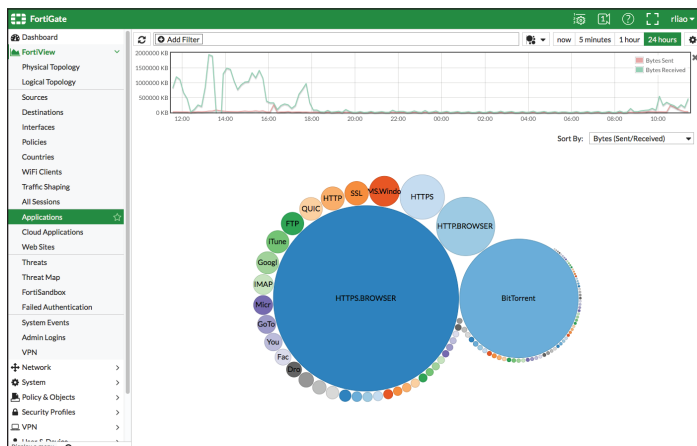 FortiGate
1
?
rliao
Dashboard
FortiView
Physical Topology
Logical Topology
Sources
Destinations
Interfaces
Policies
Countries
WiFi Clients
Traffic Shaping
All Sessions
Applications
Cloud Applications
Web Sites
Threats
Threat Map
FortiSandbox
Failed Authentication
System Events
Admin Logins
VPN
Network
System
Policy & Objects
Security Profiles
VPN
User & Device
Add Filter
now 5 minutes 1 hour 24 hours
2000000 KB
1500000 KB
1000000 KB
500000 KB
0 KB
Bytes Sent
Bytes Received
12:00 14:00 16:00 18:00 20:00 22:00 00:00 02:00 04:00 06:00 08:00 10:00
Sort By: Bytes (Sent/Received)
HTTPS.BROWSER
BitTorrent
HTTP.BROWSER
HTTPS
MS.Windo
SSL
HTTP
QUIC
FTP
iTune
Googl
IMAP
Micr
GoTo
You
Fac
Dro